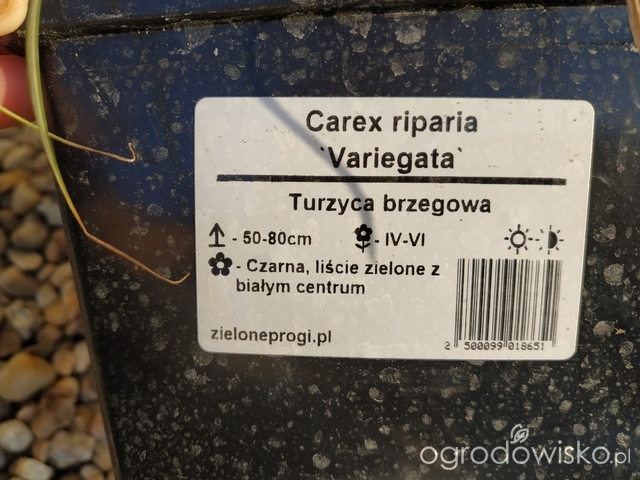 Carex riparia
`Variegata`
Turzyca brzegowa
- 50-80cm - IV-VI -
- Czarna, liście zielone z
białym centrum
zieloneprogi.pl
2 500099 018651
ogrodowisko.pl